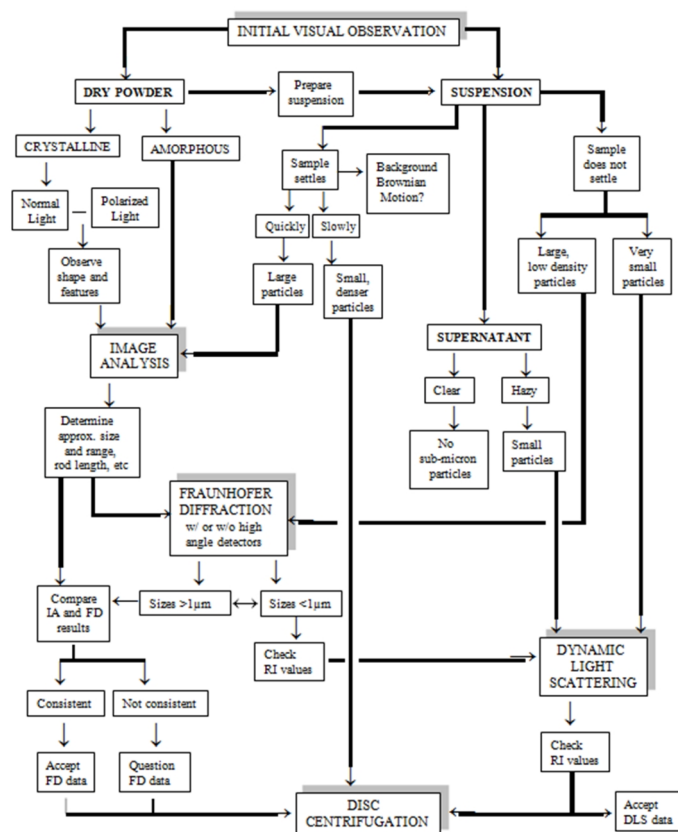 INITIAL VISUAL OBSERVATION
DRY POWDER
Prepare
suspension
SUSPENSION
CRYSTALLINE
AMORPHOUS
Sample
settles
Background
Brownian
Motion?
Sample
does not
settle
Normal
Light
Polarized
Light
Quickly
Slowly
Observe
shape and
features
Large
particles
Small,
denser
particles
Large,
low density
particles
Very
small
particles
IMAGE
ANALYSIS
SUPERNATANT
Clear
Hazy
Determine
approx. size
and range,
rod length, etc
No
sub-micron
particles
Small
particles
FRAUNHOFER
DIFFRACTION
w/ or w/o high
angle detectors
Compare
IA and FD
results
Sizes >1µm
Sizes <1µm
Check
RI values
DYNAMIC
LIGHT
SCATTERING
Consistent
Not consistent
Accept
FD data
Question
FD data
Check
RI values
DISC
CENTRIFUGATION
Accept
DLS data